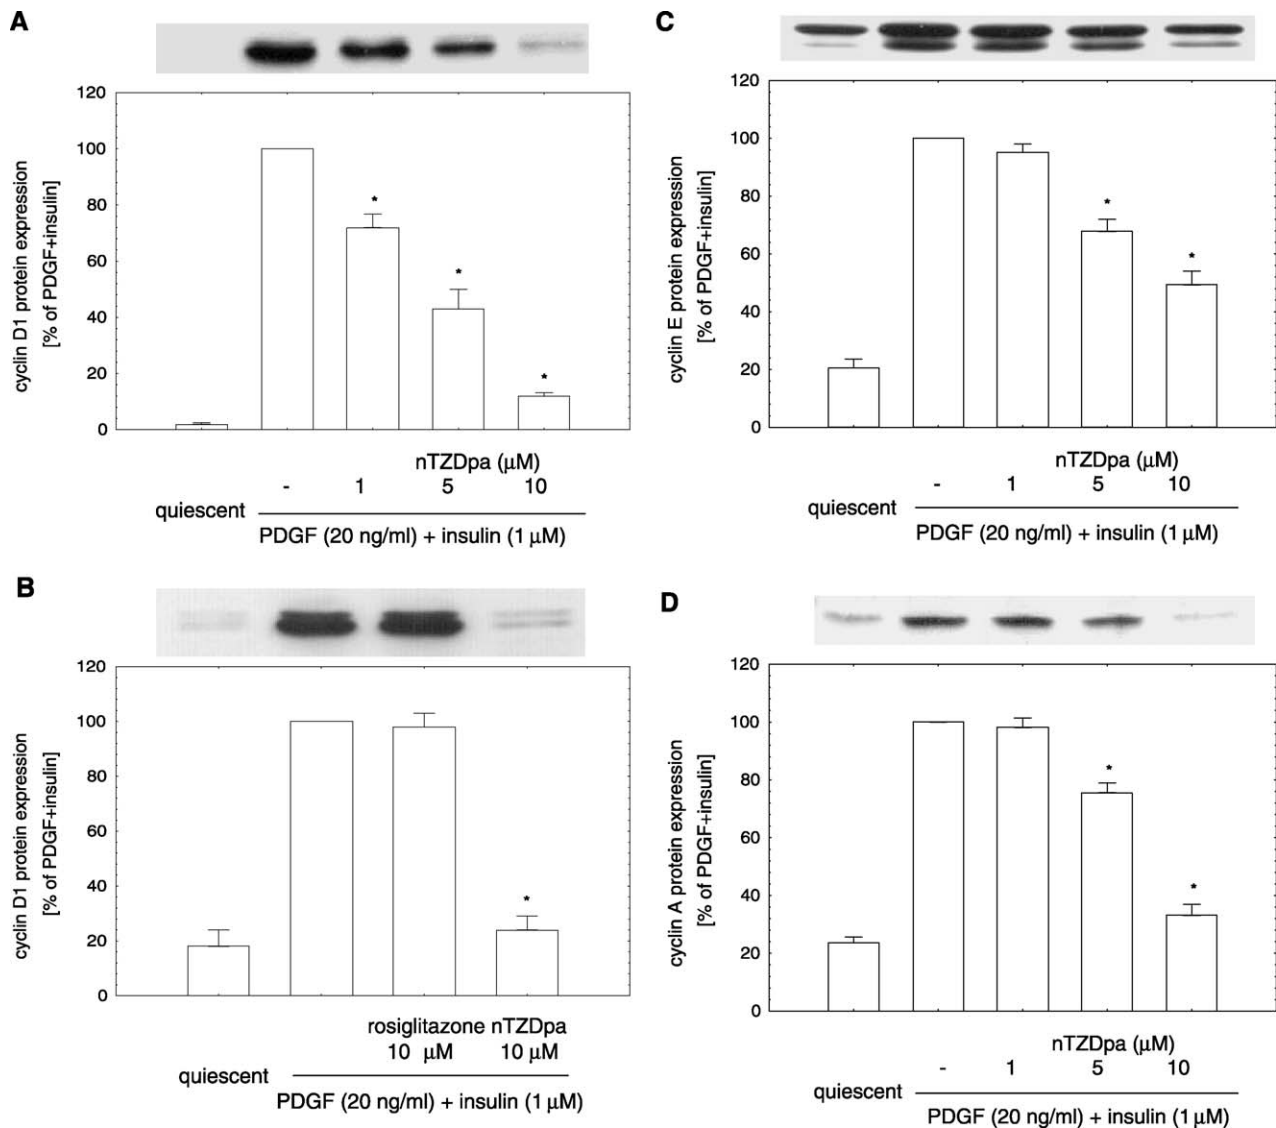 A
120
100
80
60
40
20
0
cyclin D1 protein expression
[% of PDGF+insulin]
*
*
*
nTZDpa (μM)
- 1 5 10
quiescent
PDGF (20 ng/ml) + insulin (1 μM)
B
120
100
80
60
40
20
0
cyclin D1 protein expression
[% of PDGF+insulin]
*
rosiglitazone nTZDpa
10 μM 10 μM
quiescent
PDGF (20 ng/ml) + insulin (1 μM)
C
120
100
80
60
40
20
0
cyclin E protein expression
[% of PDGF+insulin]
*
*
nTZDpa (μM)
- 1 5 10
quiescent
PDGF (20 ng/ml) + insulin (1 μM)
D
120
100
80
60
40
20
0
cyclin A protein expression
[% of PDGF+insulin]
*
*
nTZDpa (μM)
- 1 5 10
quiescent
PDGF (20 ng/ml) + insulin (1 μM)